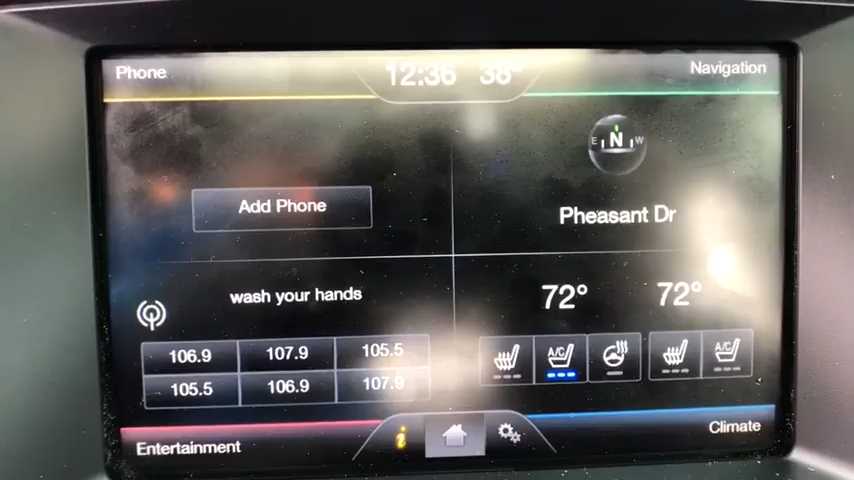 Phone 12:36 38° Navigation
E N W
Add Phone
Pheasant Dr
wash your hands
72° 72°
106.9 107.9 105.5
A/C A/C
105.5 106.9 107.9
i
Entertainment
Climate